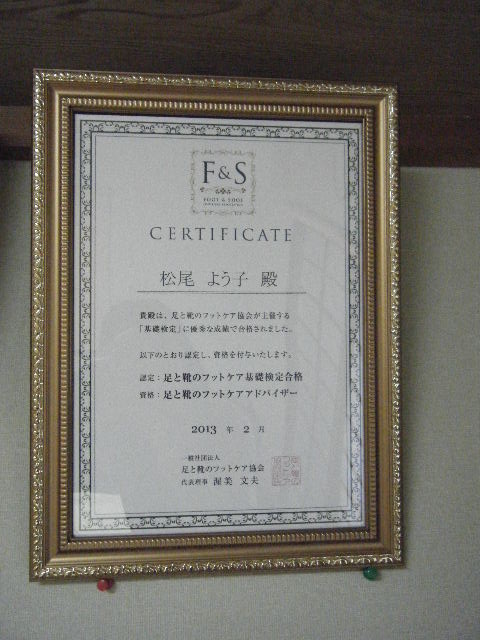 F&S
FOOT & SHOE
CERTIFICATE
松尾 よう子 殿
貴殿は、足と靴のフットケア協会が主催する
「基礎検定」に優秀な成績で合格されました。
以下のとおり認定し、資格を付与いたします。
認定：足と靴のフットケア基礎検定合格
資格：足と靴のフットケアアドバイザー
2013 年 2 月
一般社団法人
足と靴のフットケア協会
代表理事 渥美 文夫